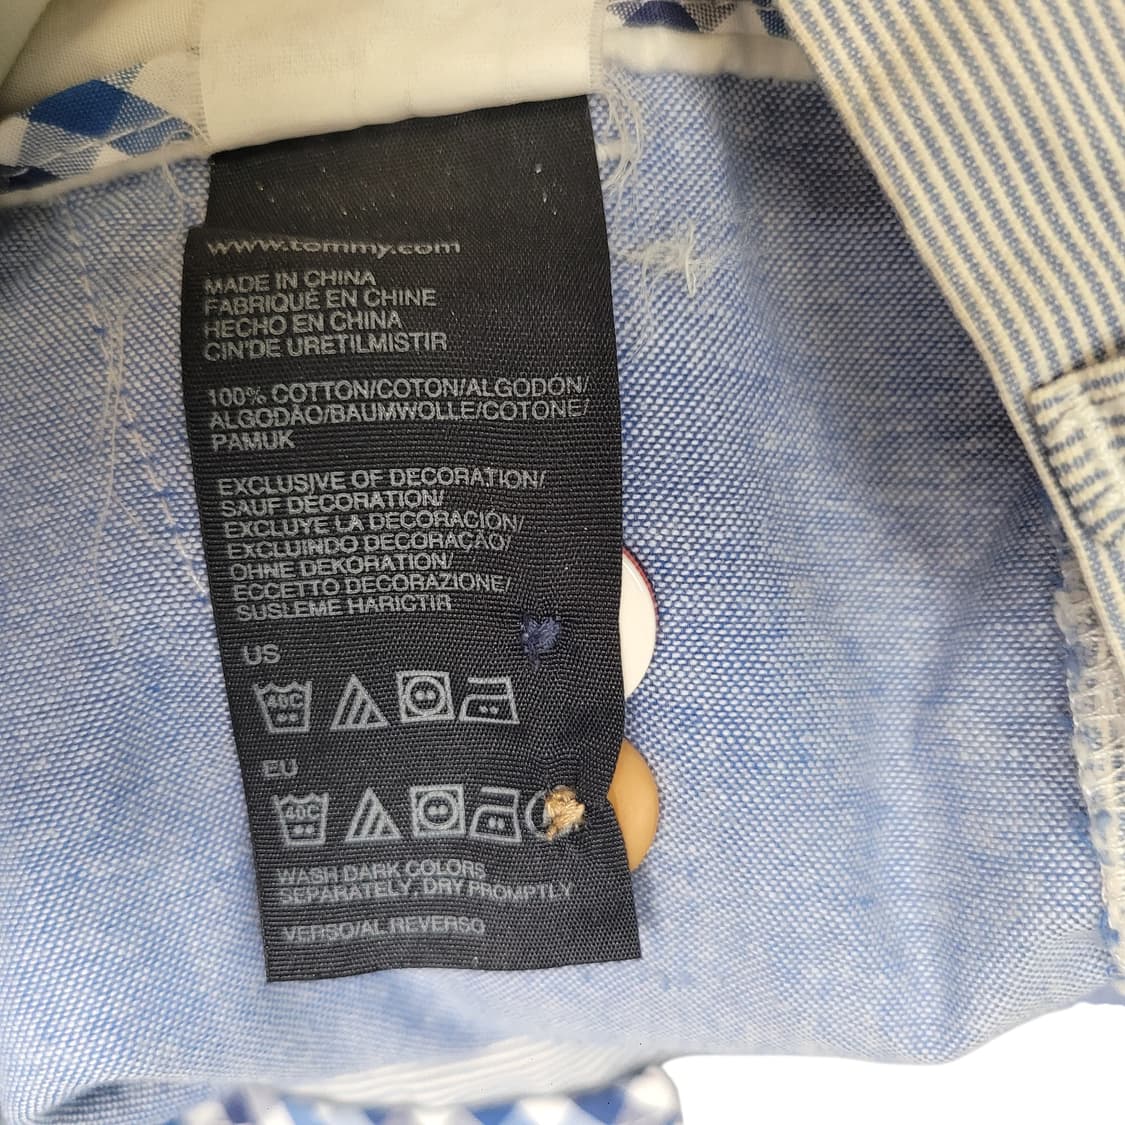 www.tommy.com
MADE IN CHINA
FABRIQUÉ EN CHINE
HECHO EN CHINA
CIN'DE URETILMISTIR
100% COTTON/COTON/ALGODÓN/
ALGODÃO/BAUMWOLLE/COTONE/
PAMUK
EXCLUSIVE OF DECORATION/
SAUF DÉCORATION/
EXCLUYE LA DECORACIÓN/
EXCLUINDO DECORAÇÃO/
OHNE DEKORATION/
ECCETTO DECORAZIONE/
SUSLEME HARICTIR
US
40C
EU
40C
WASH DARK COLORS
SEPARATELY, DRY PROMPTLY
VERSO/AL REVERSO